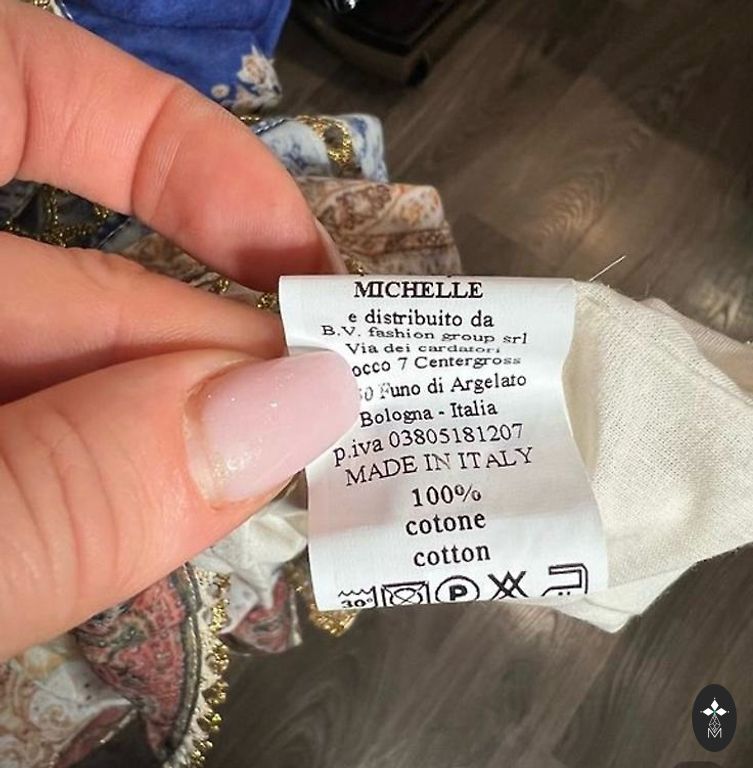 MICHELLE
e distribuito da
B.V. fashion group srl
Via dei cardatori
occo 7 Centergross
0 Funo di Argelato
Bologna - Italia
p.iva 03805181207
MADE IN ITALY
100%
cotone
cotton
30° P
M